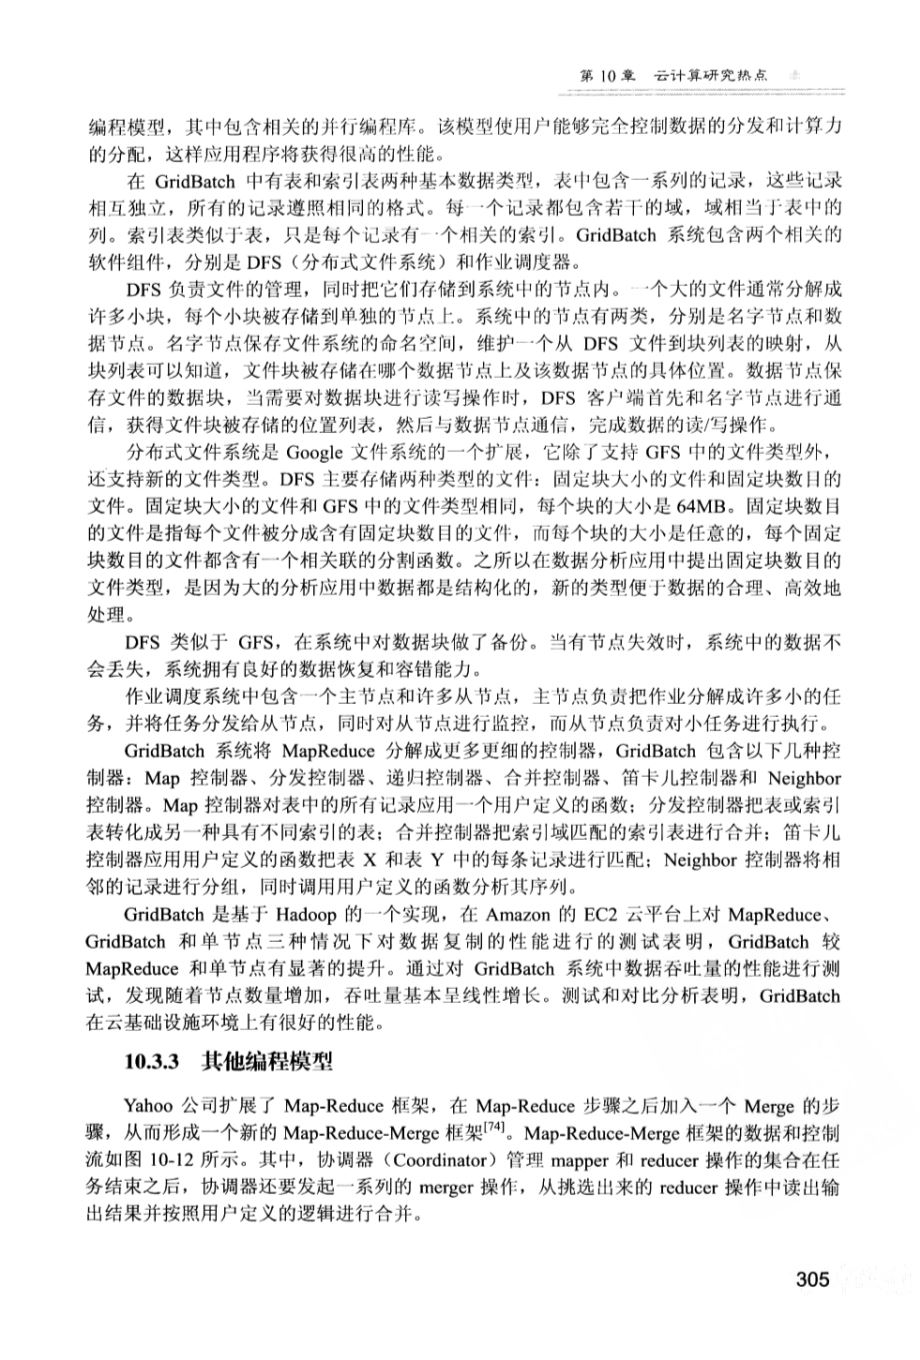 第 10 章 云计算研究热点
编程模型，其中包含相关的并行编程库。该模型使用户能够完全控制数据的分发和计算力
的分配，这样应用程序将获得很高的性能。
在 GridBatch 中有表和索引表两种基本数据类型，表中包含一系列的记录，这些记录
相互独立，所有的记录遵照相同的格式。每一个记录都包含若干的域，域相当于表中的
列。索引表类似于表，只是每个记录有一个相关的索引。GridBatch 系统包含两个相关的
软件组件，分别是 DFS（分布式文件系统）和作业调度器。
DFS 负责文件的管理，同时把它们存储到系统中的节点内。一个大的文件通常分解成
许多小块，每个小块被存储到单独的节点上。系统中的节点有两类，分别是名字节点和数
据节点。名字节点保存文件系统的命名空间，维护一个从 DFS 文件到块列表的映射，从
块列表可以知道，文件块被存储在哪个数据节点上及该数据节点的具体位置。数据节点保
存文件的数据块，当需要对数据块进行读写操作时，DFS 客户端首先和名字节点进行通
信，获得文件块被存储的位置列表，然后与数据节点通信，完成数据的读/写操作。
分布式文件系统是 Google 文件系统的一个扩展，它除了支持 GFS 中的文件类型外，
还支持新的文件类型。DFS 主要存储两种类型的文件：固定块大小的文件和固定块数目的
文件。固定块大小的文件和 GFS 中的文件类型相同，每个块的大小是 64MB。固定块数目
的文件是指每个文件被分成含有固定块数目的文件，而每个块的大小是任意的，每个固定
块数目的文件都含有一个相关联的分割函数。之所以在数据分析应用中提出固定块数目的
文件类型，是因为大的分析应用中数据都是结构化的，新的类型便于数据的合理、高效地
处理。
DFS 类似于 GFS，在系统中对数据块做了备份。当有节点失效时，系统中的数据不
会丢失，系统拥有良好的数据恢复和容错能力。
作业调度系统中包含一个主节点和许多从节点，主节点负责把作业分解成许多小的任
务，并将任务分发给从节点，同时对从节点进行监控，而从节点负责对小任务进行执行。
GridBatch 系统将 MapReduce 分解成更多更细的控制器，GridBatch 包含以下几种控
制器：Map 控制器、分发控制器、递归控制器、合并控制器、笛卡儿控制器和 Neighbor
控制器。Map 控制器对表中的所有记录应用一个用户定义的函数；分发控制器把表或索引
表转化成另一种具有不同索引的表；合并控制器把索引域匹配的索引表进行合并；笛卡儿
控制器应用用户定义的函数把表 X 和表 Y 中的每条记录进行匹配；Neighbor 控制器将相
邻的记录进行分组，同时调用用户定义的函数分析其序列。
GridBatch 是基于 Hadoop 的一个实现，在 Amazon 的 EC2 云平台上对 MapReduce、
GridBatch 和单节点三种情况下对数据复制的性能进行的测试表明，GridBatch 较
MapReduce 和单节点有显著的提升。通过对 GridBatch 系统中数据吞吐量的性能进行测
试，发现随着节点数量增加，吞吐量基本呈线性增长。测试和对比分析表明，GridBatch
在云基础设施环境上有很好的性能。
10.3.3 其他编程模型
Yahoo 公司扩展了 Map-Reduce 框架，在 Map-Reduce 步骤之后加入一个 Merge 的步
骤，从而形成一个新的 Map-Reduce-Merge 框架[74]。Map-Reduce-Merge 框架的数据和控制
流如图 10-12 所示。其中，协调器（Coordinator）管理 mapper 和 reducer 操作的集合在任
务结束之后，协调器还要发起一系列的 merger 操作，从挑选出来的 reducer 操作中读出输
出结果并按照用户定义的逻辑进行合并。
305